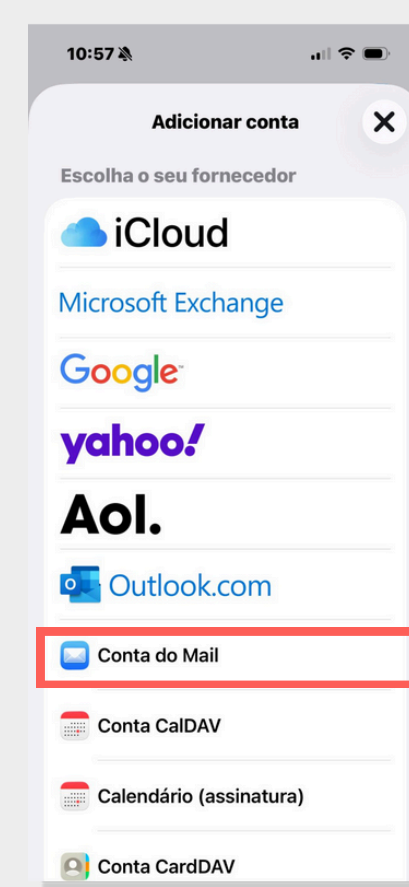 10:57
Adicionar conta
Escolha o seu fornecedor
iCloud
Microsoft Exchange
Google
yahoo!
Aol.
Outlook.com
Conta do Mail
Conta CalDAV
Calendário (assinatura)
Conta CardDAV